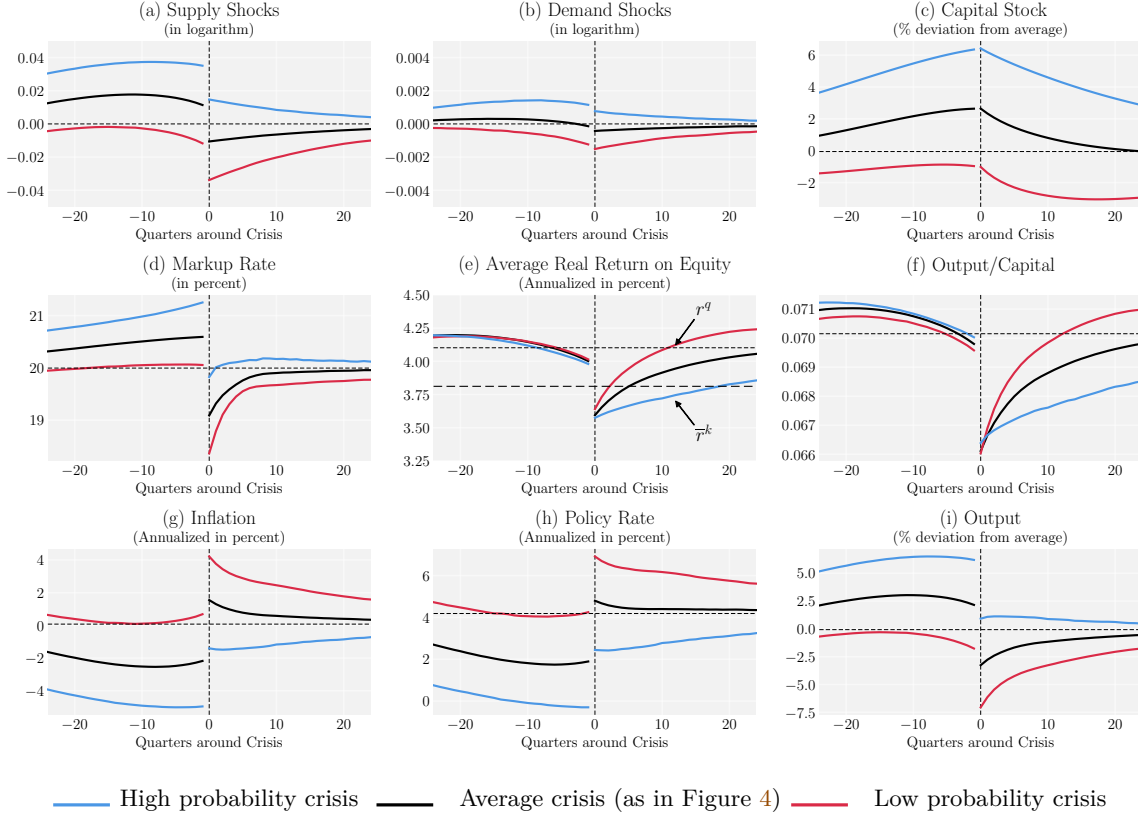 (a) Supply Shocks
(in logarithm)
0.04
0.02
0.00
−0.02
−0.04
−20 −10 0 10 20
Quarters around Crisis
(b) Demand Shocks
(in logarithm)
0.004
0.002
0.000
−0.002
−0.004
−20 −10 0 10 20
Quarters around Crisis
(c) Capital Stock
(% deviation from average)
6
4
2
0
−2
−20 −10 0 10 20
Quarters around Crisis
(d) Markup Rate
(in percent)
21
20
19
−20 −10 0 10 20
Quarters around Crisis
(e) Average Real Return on Equity
(Annualized in percent)
4.50
4.25
4.00
3.75
3.50
3.25
r^q
r̅^k
−20 −10 0 10 20
Quarters around Crisis
(f) Output/Capital
0.071
0.070
0.069
0.068
0.067
0.066
−20 −10 0 10 20
Quarters around Crisis
(g) Inflation
(Annualized in percent)
4
2
0
−2
−4
−20 −10 0 10 20
Quarters around Crisis
(h) Policy Rate
(Annualized in percent)
6
4
2
0
−20 −10 0 10 20
Quarters around Crisis
(i) Output
(% deviation from average)
5.0
2.5
0.0
−2.5
−5.0
−7.5
−20 −10 0 10 20
Quarters around Crisis
High probability crisis Average crisis (as in Figure 4) Low probability crisis